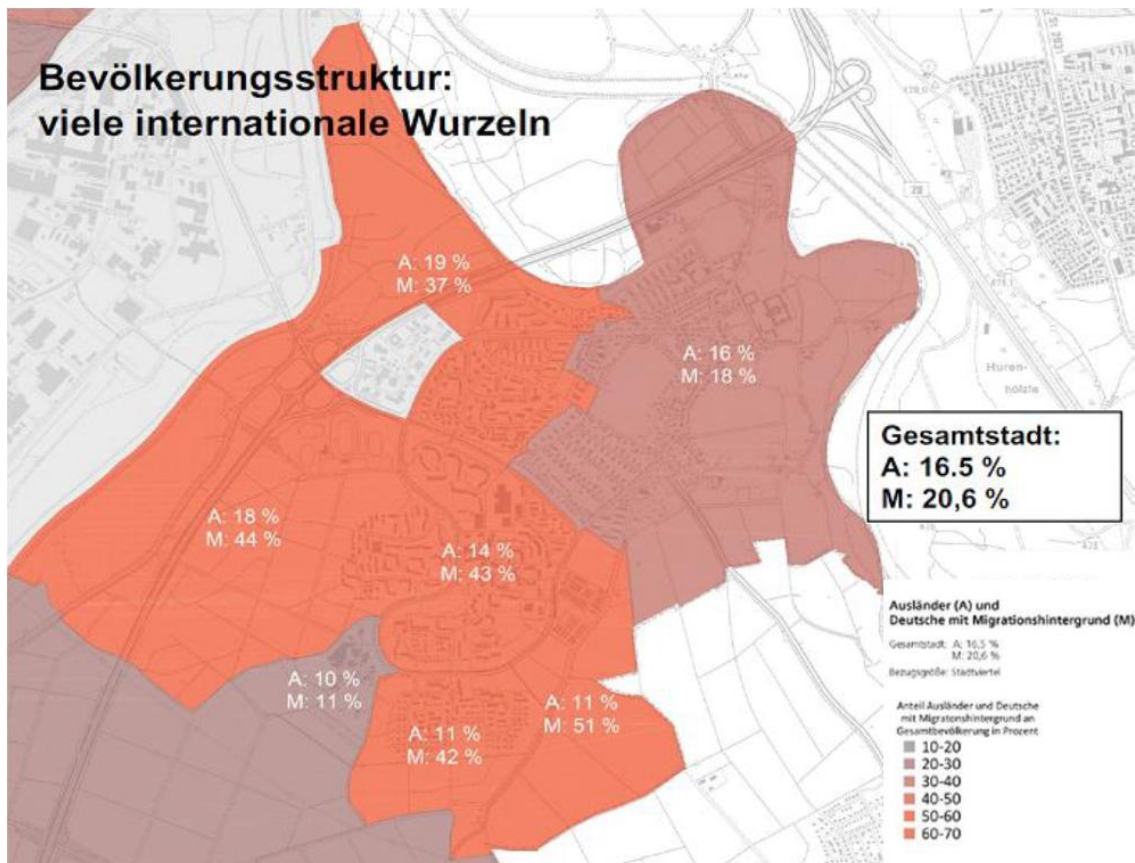 Bevölkerungsstruktur:
viele internationale Wurzeln
A: 19 %
M: 37 %
A: 16 %
M: 18 %
Huren-
hölzle
Gesamtstadt:
A: 16.5 %
M: 20,6 %
A: 18 %
M: 44 %
A: 14 %
M: 43 %
A: 10 %
M: 11 %
A: 11 %
M: 51 %
A: 11 %
M: 42 %
Ausländer (A) und
Deutsche mit Migrationshintergrund (M)
Gesamtstadt: A: 16,5 %
M: 20,6 %
Bezugsgröße: Stadtviertel
Anteil Ausländer und Deutsche
mit Migrationshintergrund an
Gesamtbevölkerung in Prozent
10-20
20-30
30-40
40-50
50-60
60-70